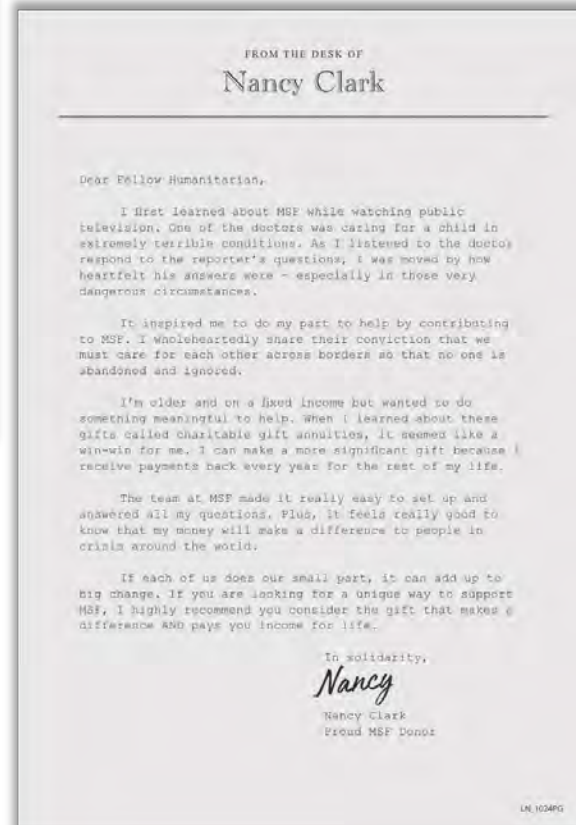 FROM THE DESK OF
Nancy Clark
Dear Fellow Humanitarian,
I first learned about MSF while watching public
television. One of the doctors was caring for a child in
extremely terrible conditions. As I listened to the doctor
respond to the reporter's questions, I was moved by how
heartfelt his answers were – especially in those very
dangerous circumstances.
It inspired me to do my part to help by contributing
to MSF. I wholeheartedly share their conviction that we
must care for each other across borders so that no one is
abandoned and ignored.
I'm older and on a fixed income but wanted to do
something meaningful to help. When I learned about these
gifts called charitable gift annuities, it seemed like a
win-win for me. I can make a more significant gift because I
receive payments back every year for the rest of my life.
The team at MSF made it really easy to set up and
answered all my questions. Plus, it feels really good to
know that my money will make a difference to people in
crisis around the world.
If each of us does our small part, it can add up to
big change. If you are looking for a unique way to support
MSF, I highly recommend you consider the gift that makes a
difference AND pays you income for life.
In solidarity,
Nancy
Nancy Clark
Proud MSF Donor
LN_1024PG